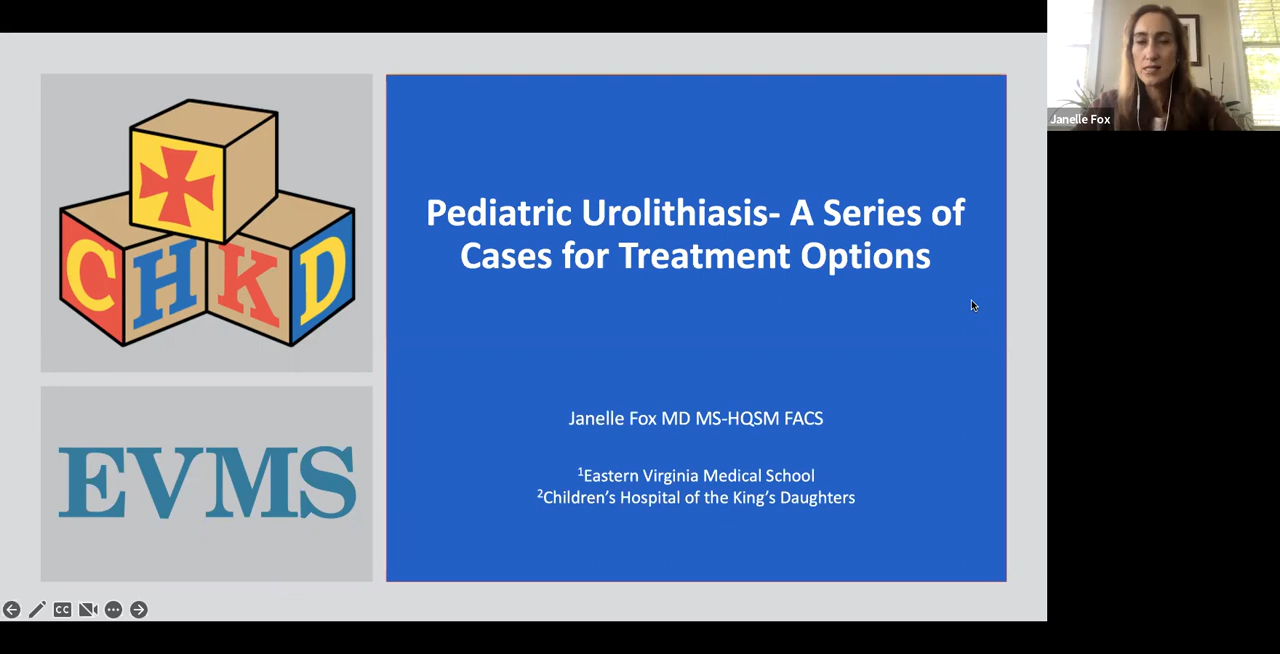 CHKD
EVMS
Pediatric Urolithiasis- A Series of
Cases for Treatment Options
Janelle Fox MD MS-HQSM FACS
¹Eastern Virginia Medical School
²Children's Hospital of the King's Daughters
CC
Janelle Fox